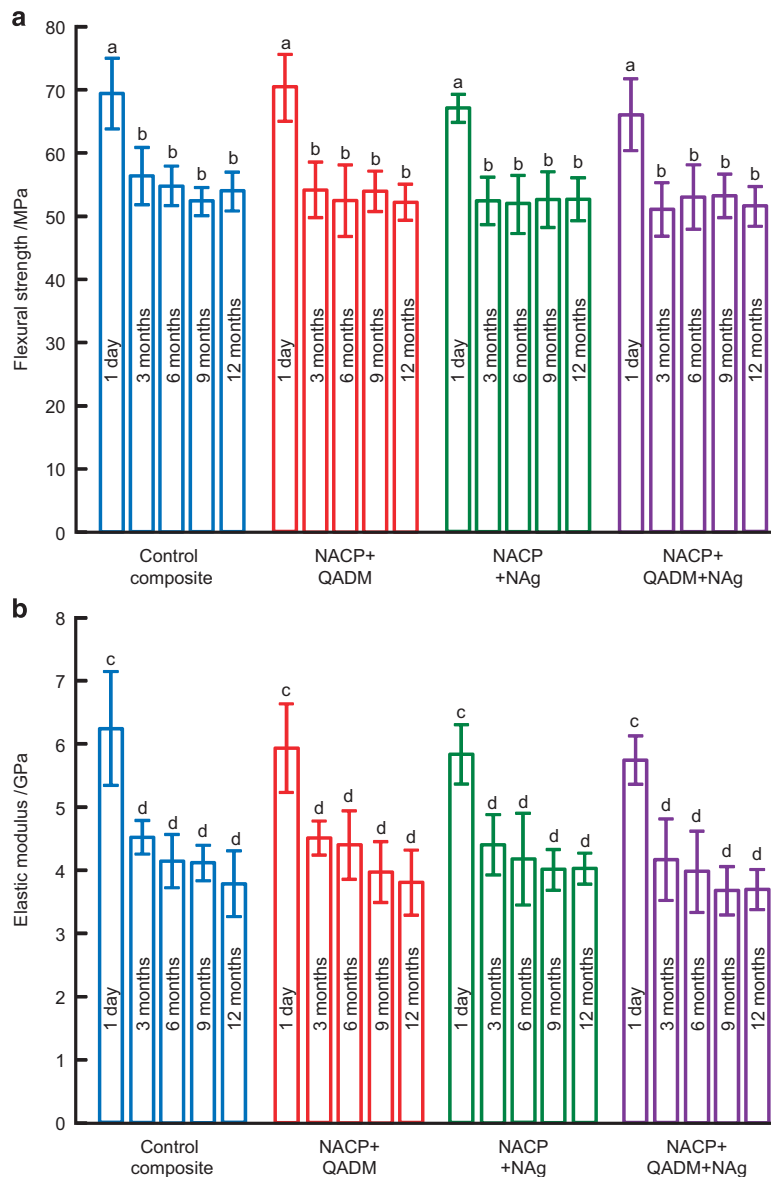 a
Flexural strength /MPa
80
70
60
50
40
30
20
10
0
a
b
b
b
b
a
b
b
b
b
a
b
b
b
b
a
b
b
b
b
1 day
3 months
6 months
9 months
12 months
1 day
3 months
6 months
9 months
12 months
1 day
3 months
6 months
9 months
12 months
1 day
3 months
6 months
9 months
12 months
Control
composite
NACP+
QADM
NACP
+NAg
NACP+
QADM+NAg
b
Elastic modulus /GPa
8
7
6
5
4
3
2
1
0
c
d
d
d
d
c
d
d
d
d
c
d
d
d
d
c
d
d
d
d
1 day
3 months
6 months
9 months
12 months
1 day
3 months
6 months
9 months
12 months
1 day
3 months
6 months
9 months
12 months
1 day
3 months
6 months
9 months
12 months
Control
composite
NACP+
QADM
NACP
+NAg
NACP+
QADM+NAg